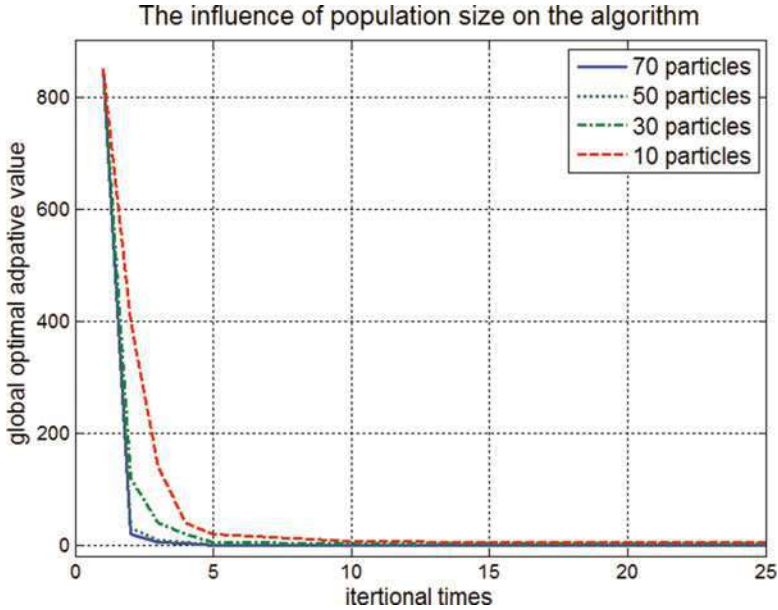 The influence of population size on the algorithm
global optimal adpative value
800
600
400
200
0
70 particles
50 particles
30 particles
10 particles
0 5 10 15 20 25
itertional times